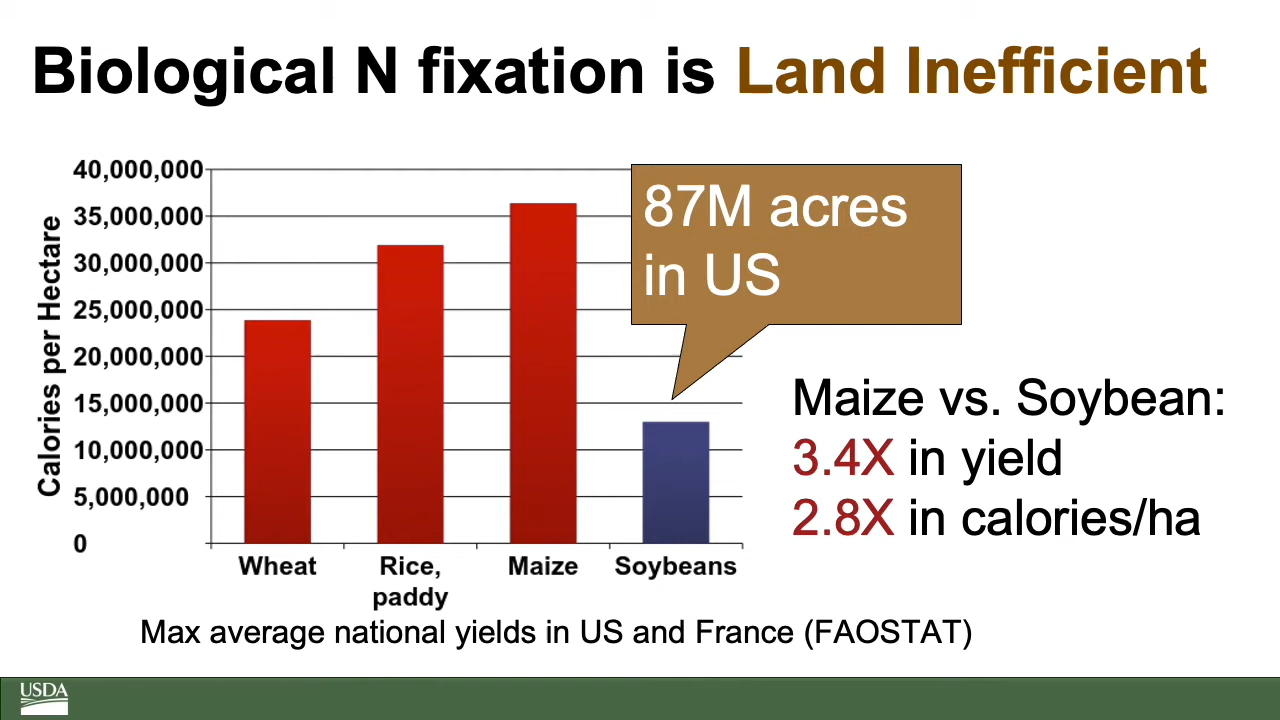 Biological N fixation is Land Inefficient
Calories per Hectare
40,000,000
35,000,000
30,000,000
25,000,000
20,000,000
15,000,000
10,000,000
5,000,000
0
Wheat
Rice,
paddy
Maize
Soybeans
87M acres
in US
Maize vs. Soybean:
3.4X in yield
2.8X in calories/ha
Max average national yields in US and France (FAOSTAT)
USDA